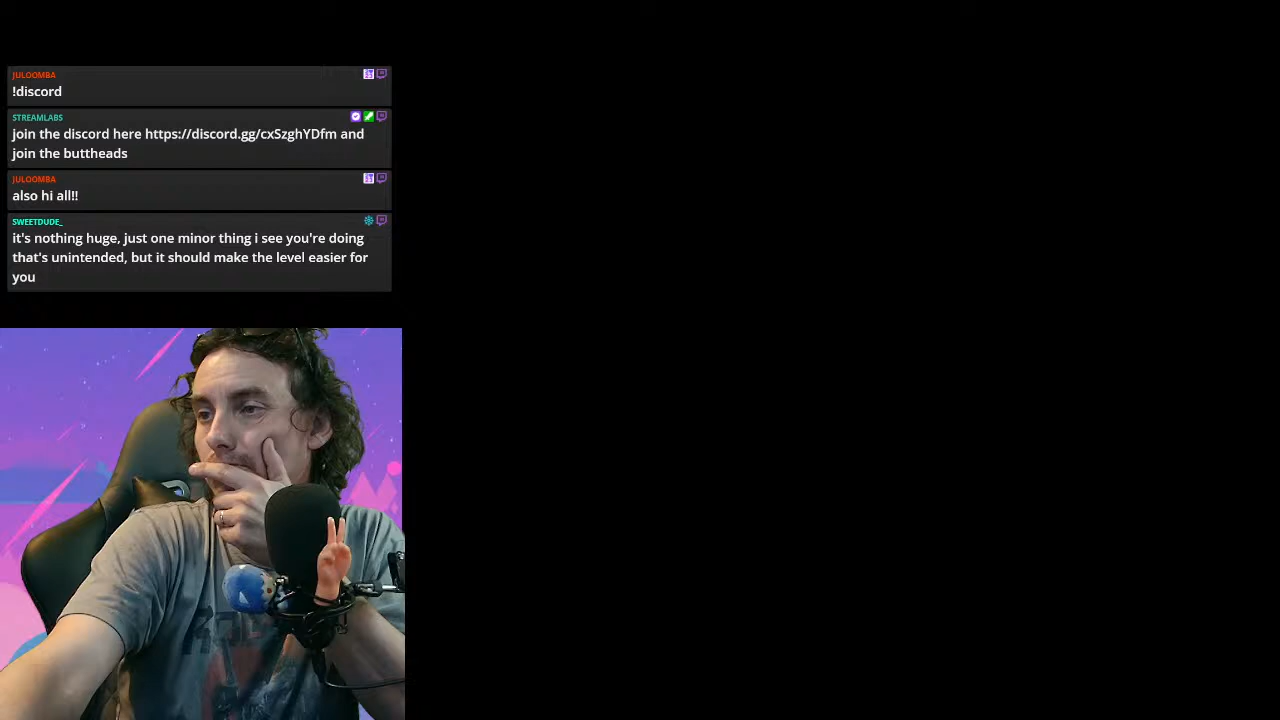 JULOOMBA
!discord
STREAMLABS
join the discord here https://discord.gg/cxSzghYDfm and
join the buttheads
JULOOMBA
also hi all!!
SWEETDUDE_
it's nothing huge, just one minor thing i see you're doing
that's unintended, but it should make the level easier for
you